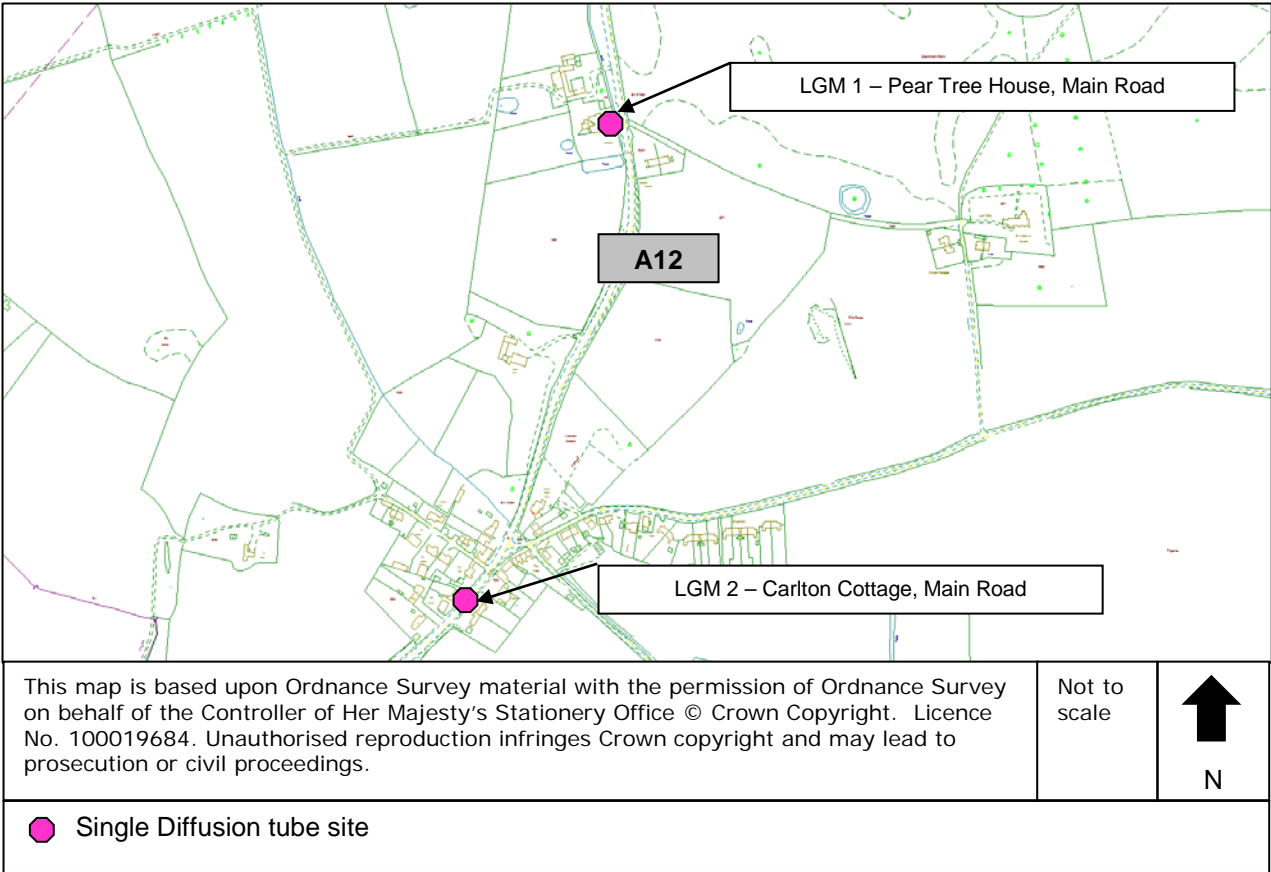 LGM 1 – Pear Tree House, Main Road
A12
LGM 2 – Carlton Cottage, Main Road
This map is based upon Ordnance Survey material with the permission of Ordnance Survey
on behalf of the Controller of Her Majesty's Stationery Office © Crown Copyright. Licence
No. 100019684. Unauthorised reproduction infringes Crown copyright and may lead to
prosecution or civil proceedings.
Not to
scale
N
Single Diffusion tube site